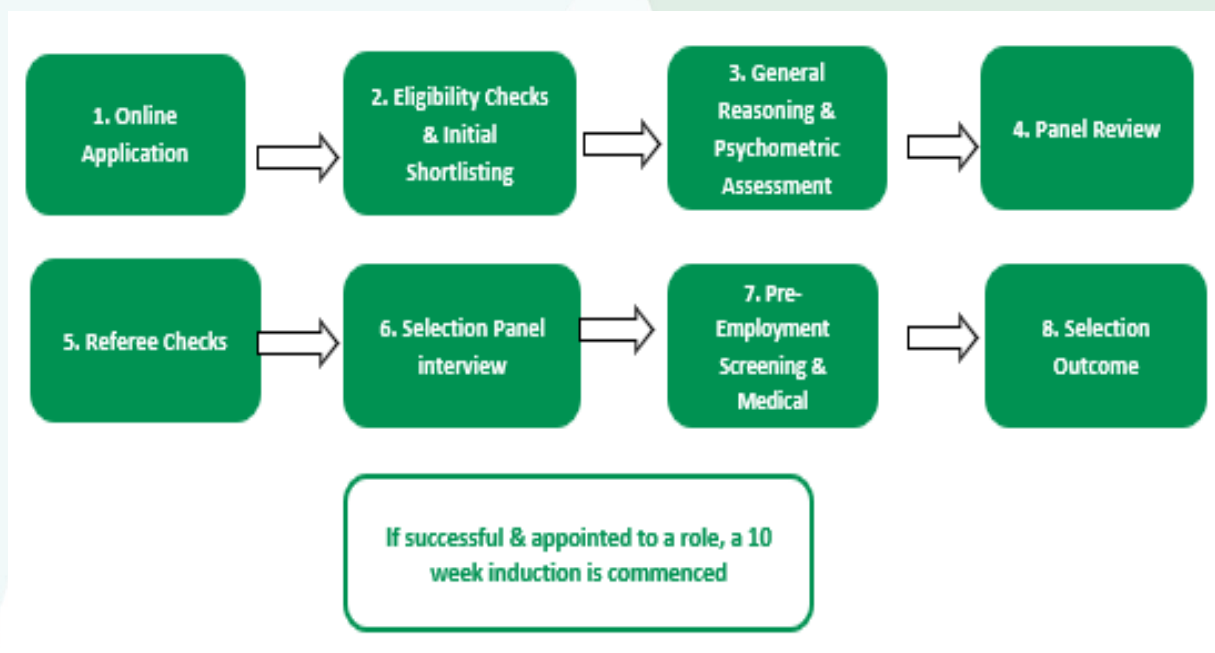 1. Online
Application
2. Eligibility Checks
& Initial
Shortlisting
3. General
Reasoning &
Psychometric
Assessment
4. Panel Review
5. Referee Checks
6. Selection Panel
interview
7. Pre-
Employment
Screening &
Medical
8. Selection
Outcome
If successful & appointed to a role, a 10
week induction is commenced